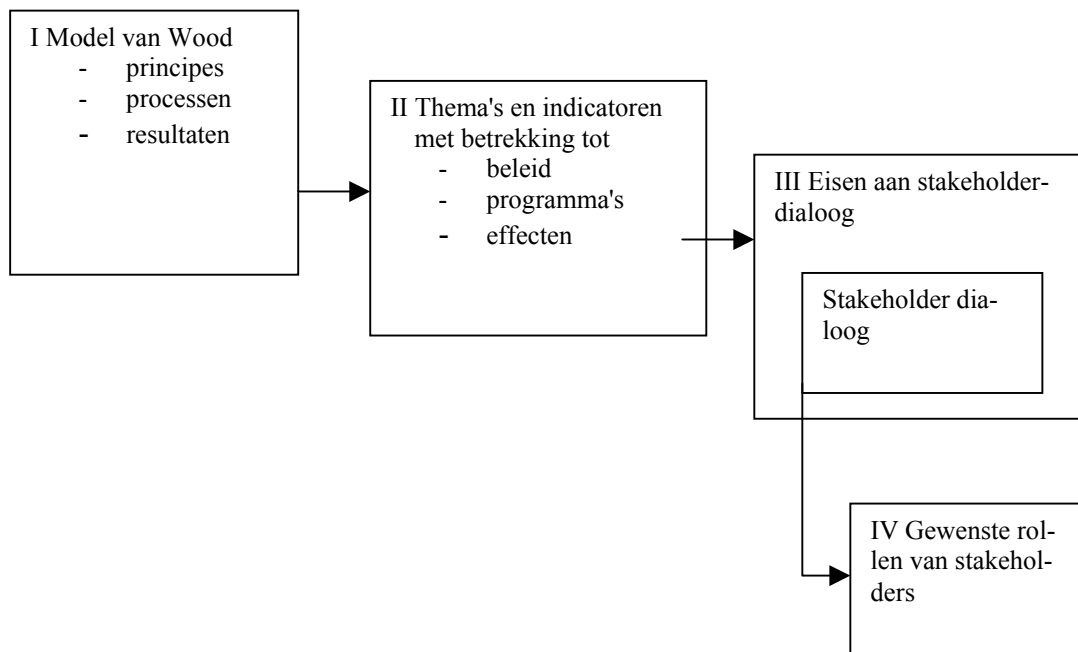 I Model van Wood
- principes
- processen
- resultaten
II Thema's en indicatoren
met betrekking tot
- beleid
- programma's
- effecten
III Eisen aan stakeholder-
dialoog
Stakeholder dia-
loog
IV Gewenste rol-
len van stakehol-
ders